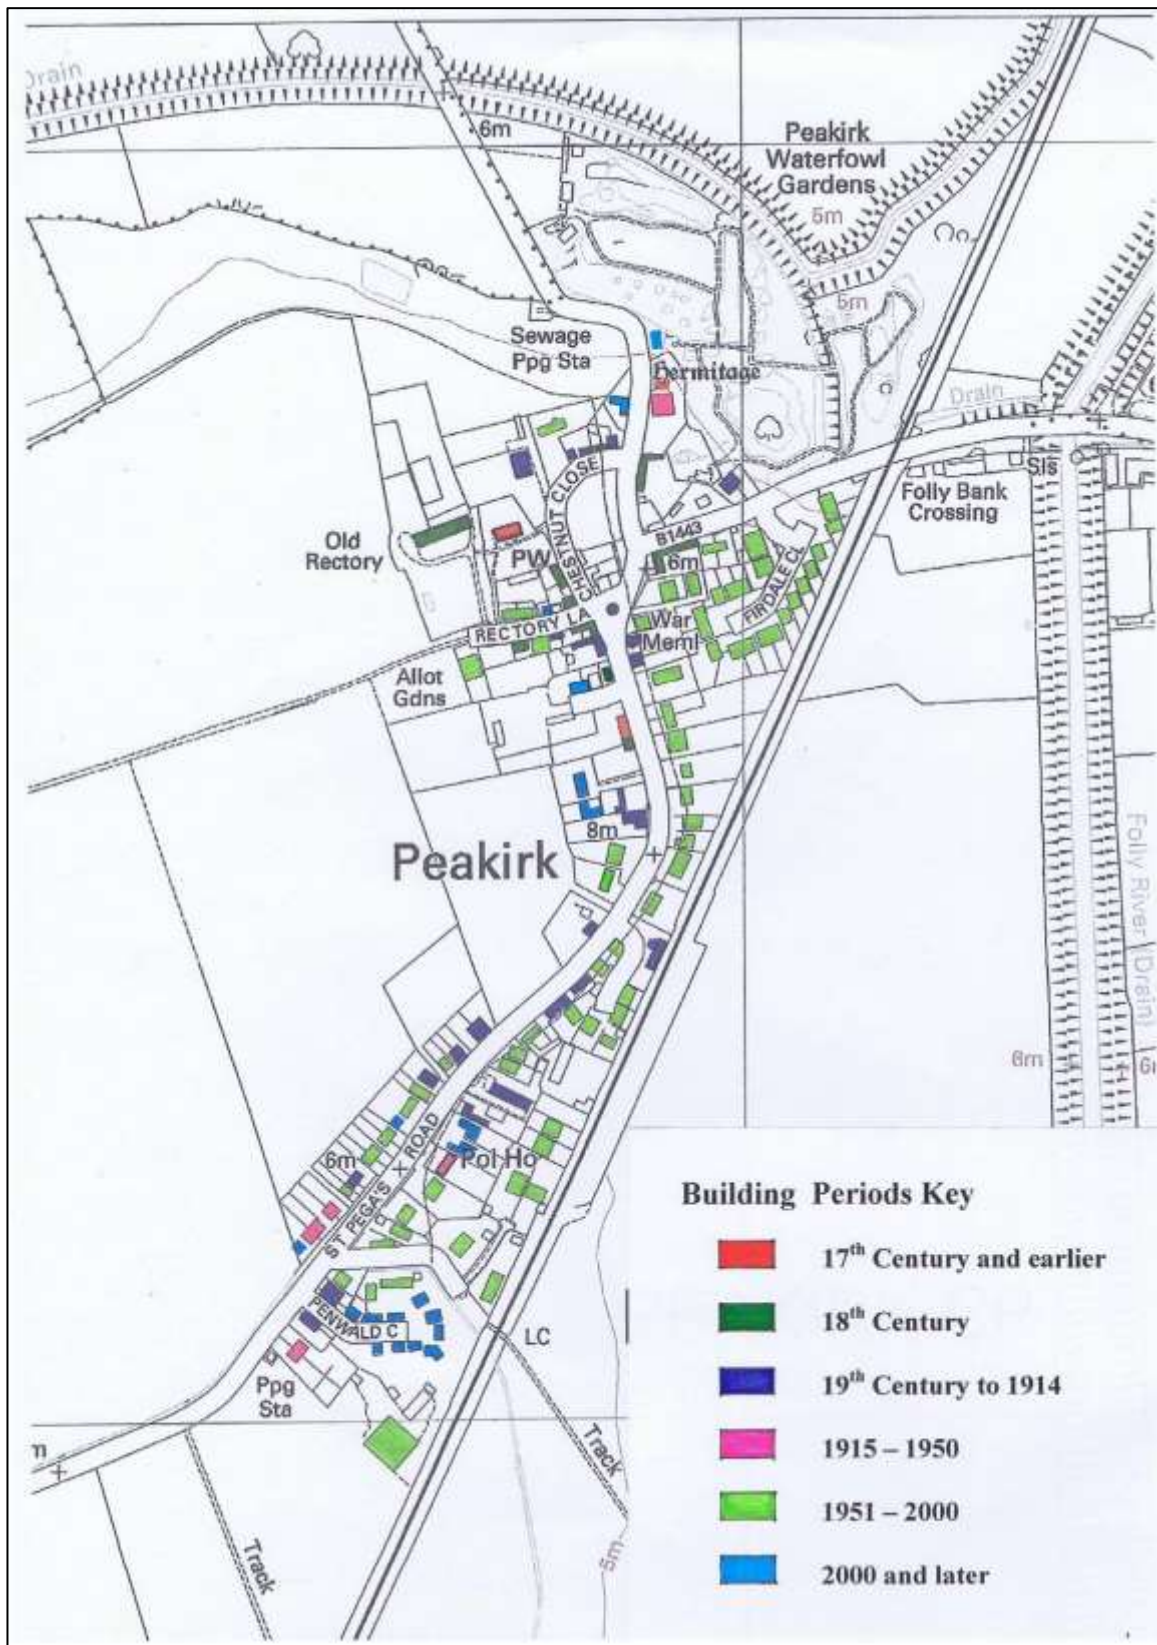 Drain
6m
Peakirk
Waterfowl
Gardens
5m
5m
Sewage
Ppg Sta
Hermitage
Drain
Sls
Folly Bank
Crossing
CHESTNUT CLOSE
B1443
6m
FIRDALE CL
Old
Rectory
PW
RECTORY LA
War
Meml
Allot
Gdns
8m
Peakirk
Folly River (Drain)
6m
6m
ST PEGA'S ROAD
Pol Ho
PENWALD C
LC
Ppg
Sta
m
Track
Track
5m
Building Periods Key
17th Century and earlier
18th Century
19th Century to 1914
1915 – 1950
1951 – 2000
2000 and later